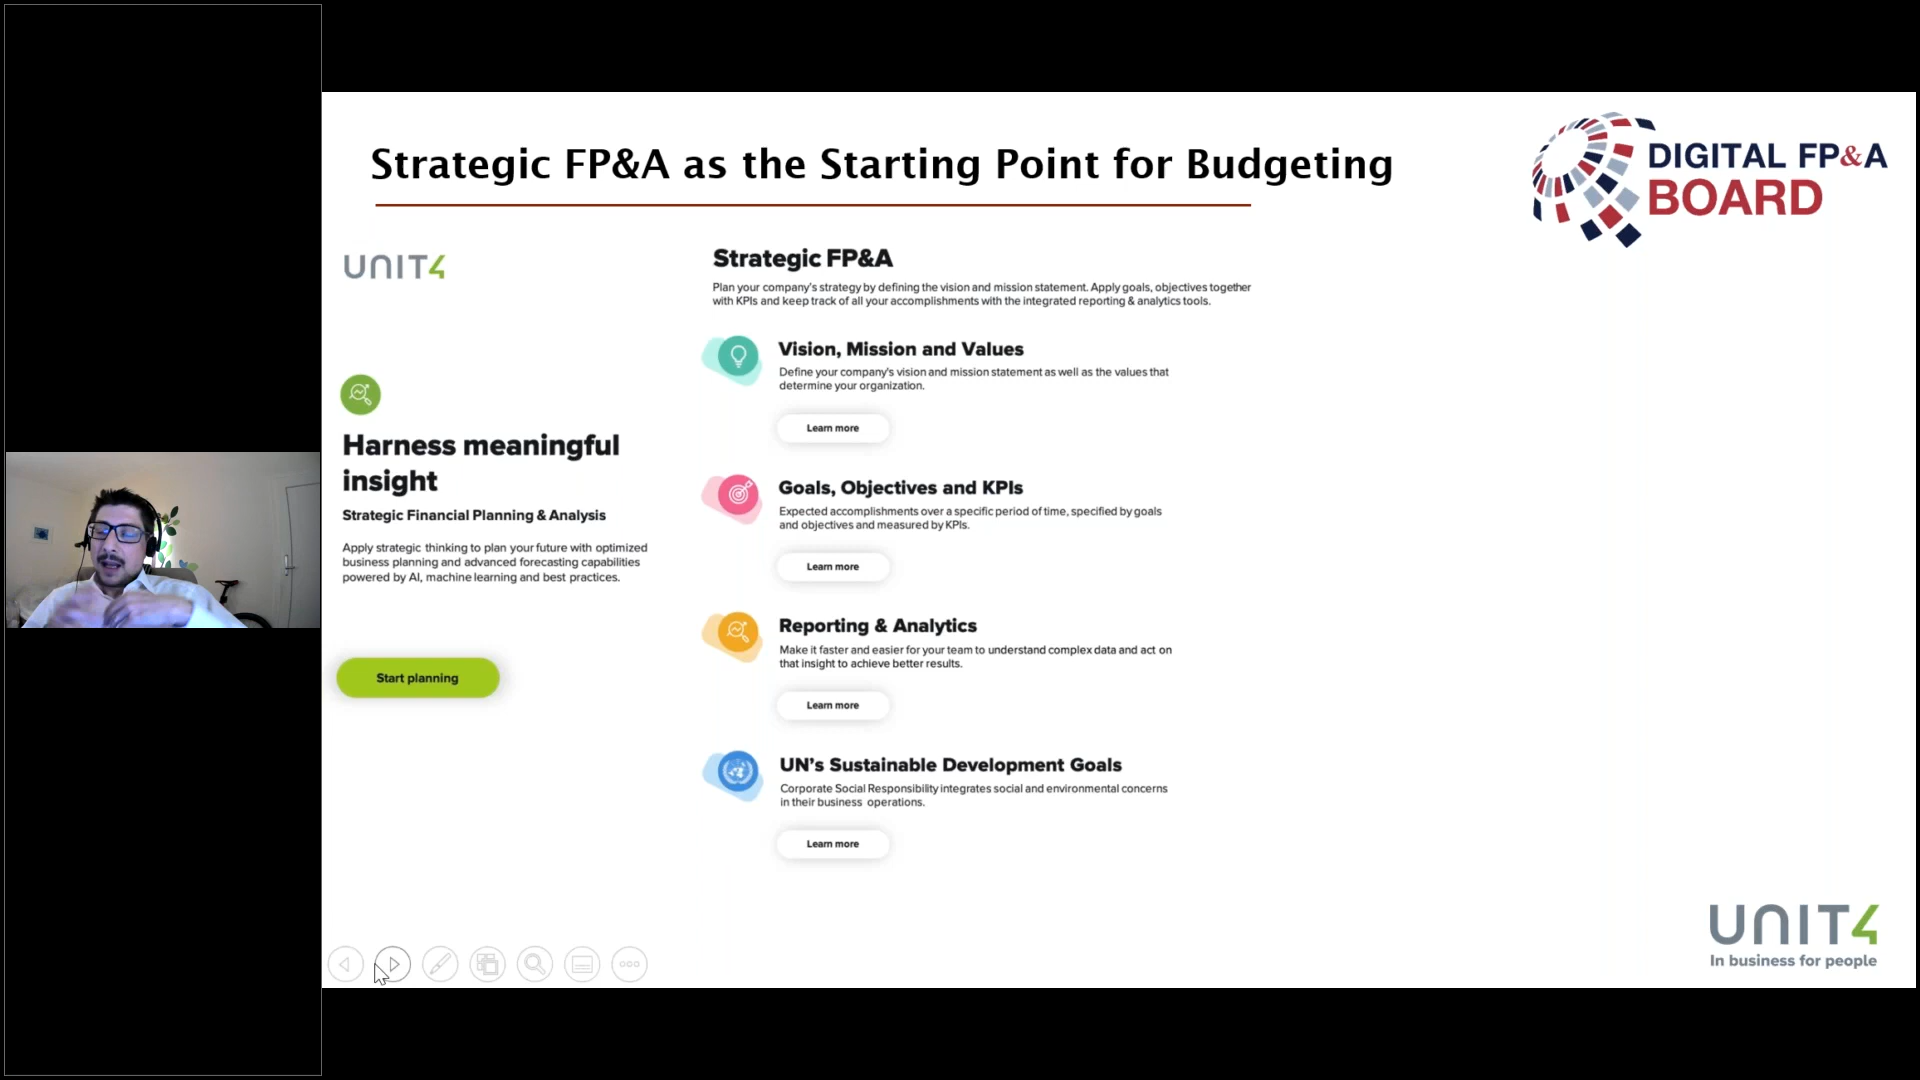 Strategic FP&A as the Starting Point for Budgeting
DIGITAL FP&A
BOARD
UNIT4
Harness meaningful
insight
Strategic Financial Planning & Analysis
Apply strategic thinking to plan your future with optimized
business planning and advanced forecasting capabilities
powered by AI, machine learning and best practices.
Start planning
Strategic FP&A
Plan your company's strategy by defining the vision and mission statement. Apply goals, objectives together
with KPIs and keep track of all your accomplishments with the integrated reporting & analytics tools.
Vision, Mission and Values
Define your company's vision and mission statement as well as the values that
determine your organization.
Learn more
Goals, Objectives and KPIs
Expected accomplishments over a specific period of time, specified by goals
and objectives and measured by KPIs.
Learn more
Reporting & Analytics
Make it faster and easier for your team to understand complex data and act on
that insight to achieve better results.
Learn more
UN's Sustainable Development Goals
Corporate Social Responsibility integrates social and environmental concerns
in their business operations.
Learn more
UNIT4
In business for people